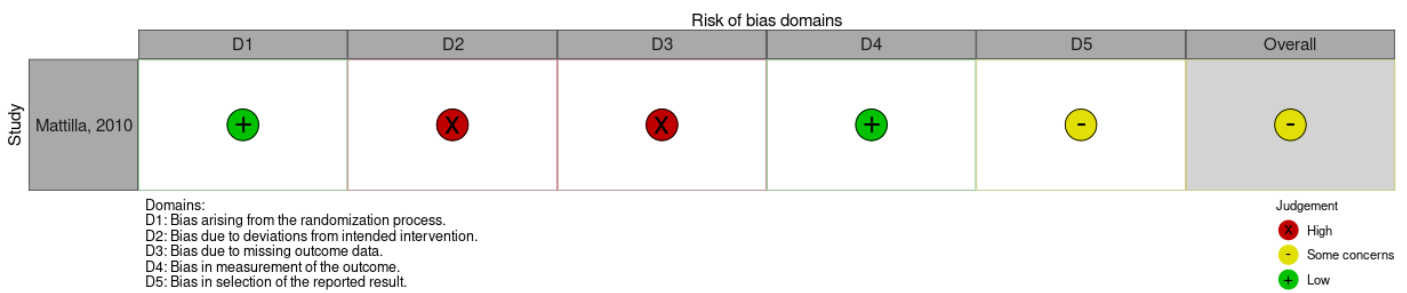 Risk of bias domains
D1 D2 D3 D4 D5 Overall
Study
Mattilla, 2010 + X X + - -
Domains:
D1: Bias arising from the randomization process.
D2: Bias due to deviations from intended intervention.
D3: Bias due to missing outcome data.
D4: Bias in measurement of the outcome.
D5: Bias in selection of the reported result.
Judgement
X High
- Some concerns
+ Low